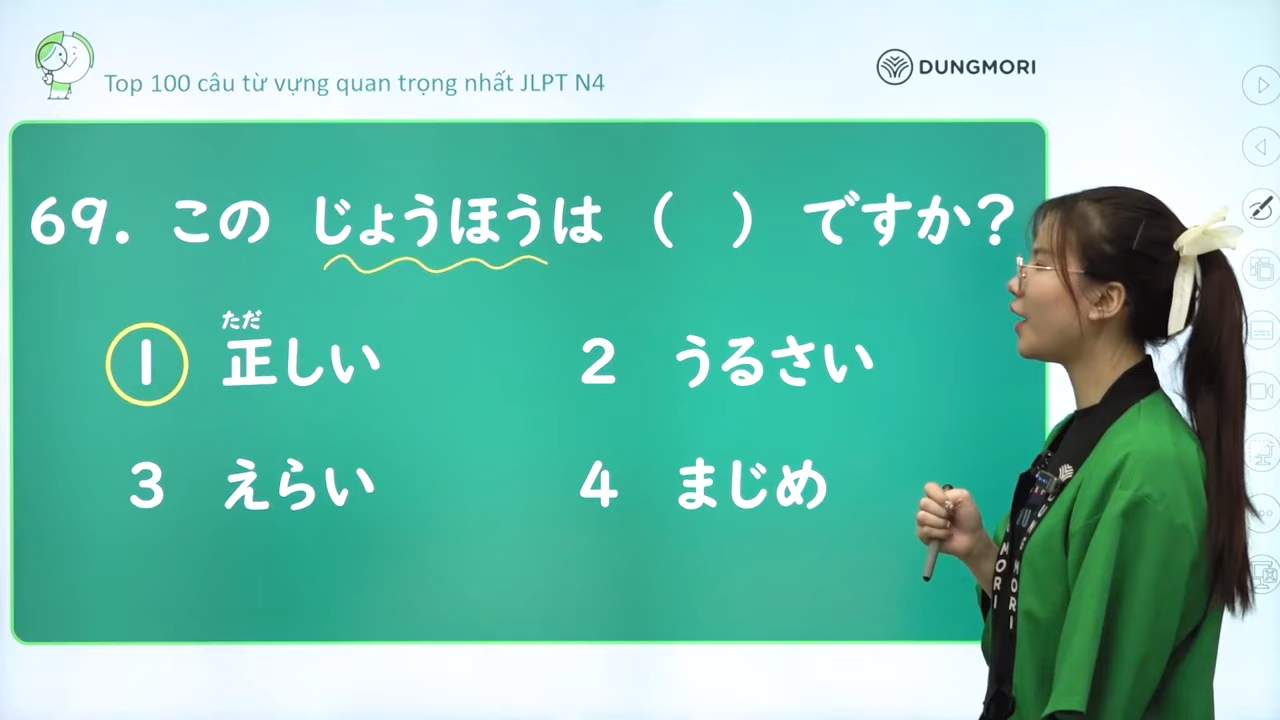 Top 100 câu từ vựng quan trọng nhất JLPT N4
DUNGMORI
69. この じょうほうは ( ) ですか?
ただ
1 正しい
2 うるさい
3 えらい
4 まじめ
MORI
MORI